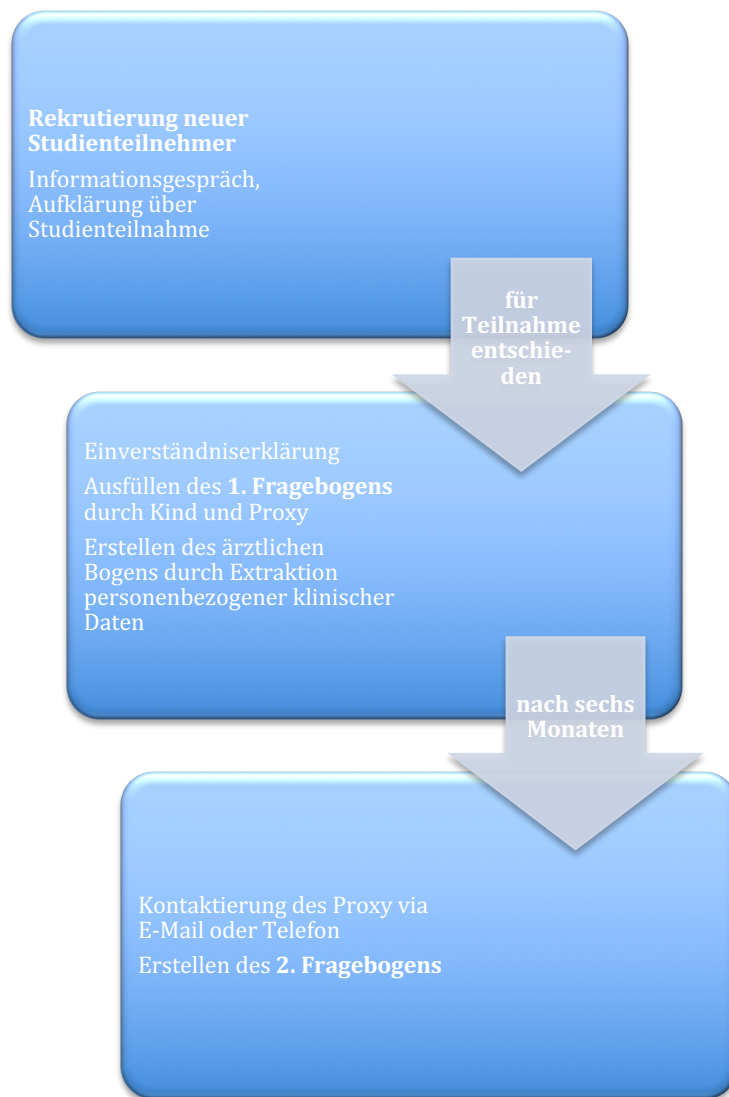 Rekrutierung neuer
Studienteilnehmer
Informationsgespräch,
Aufklärung über
Studienteilnahme
für
Teilnahme
entschie-
den
Einverständniserklärung
Ausfüllen des 1. Fragebogens
durch Kind und Proxy
Erstellen des ärztlichen
Bogens durch Extraktion
personenbezogener klinischer
Daten
nach sechs
Monaten
Kontaktierung des Proxy via
E-Mail oder Telefon
Erstellen des 2. Fragebogens